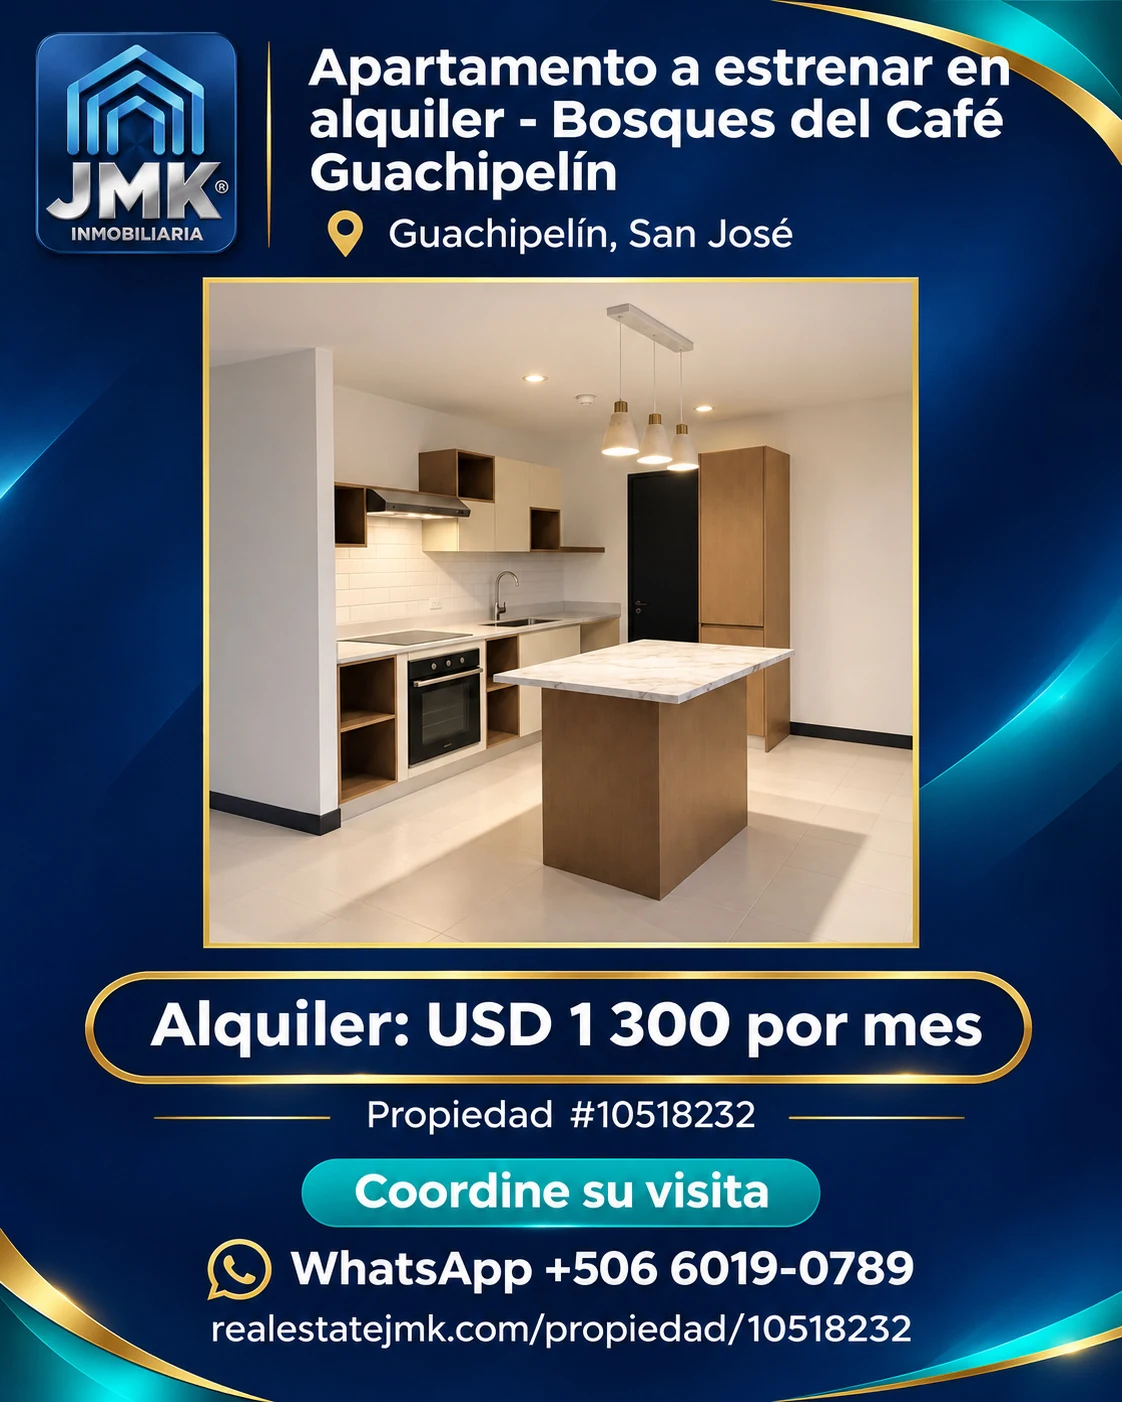 JMK®
INMOBILIARIA
Apartamento a estrenar en
alquiler - Bosques del Café
Guachipelín
Guachipelín, San José
Alquiler: USD 1 300 por mes
Propiedad #10518232
Coordine su visita
WhatsApp +506 6019-0789
realestatejmk.com/propiedad/10518232